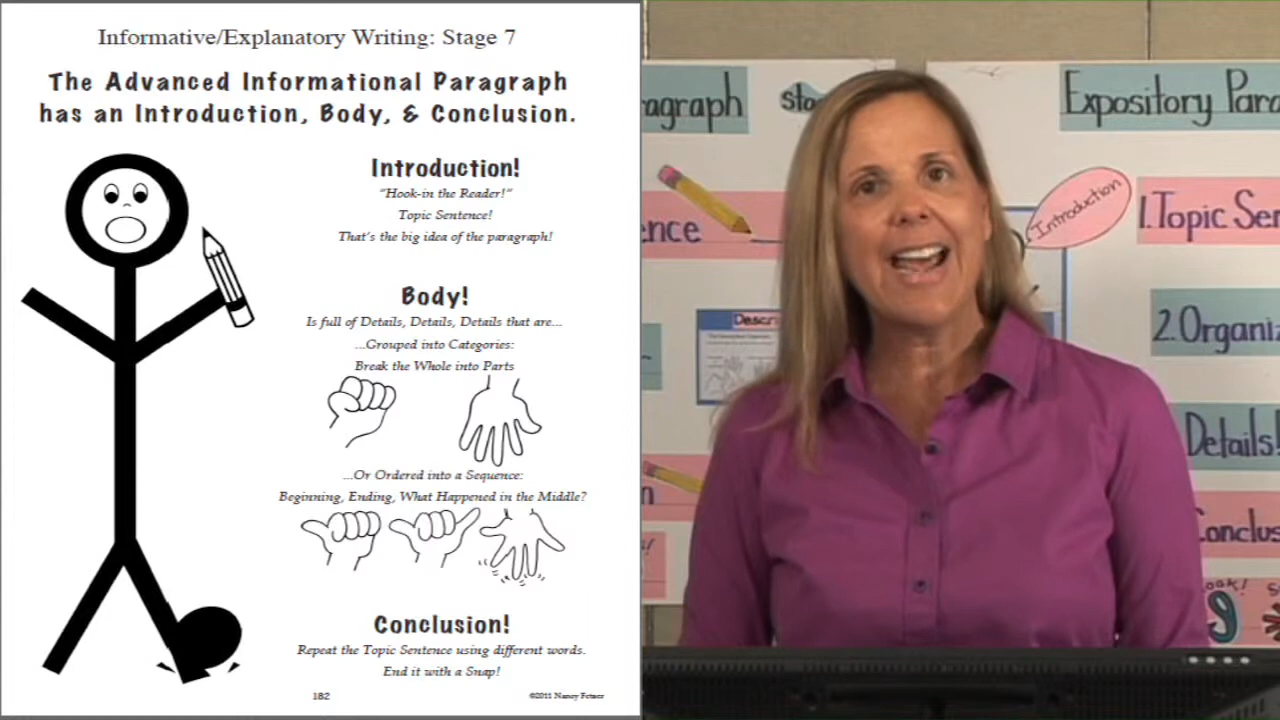 Informative/Explanatory Writing: Stage 7
The Advanced Informational Paragraph
has an Introduction, Body, & Conclusion.
Introduction!
"Hook-in the Reader!"
Topic Sentence!
That's the big idea of the paragraph!
Body!
Is full of Details, Details, Details that are...
...Grouped into Categories:
Break the Whole into Parts
...Or Ordered into a Sequence:
Beginning, Ending, What Happened in the Middle?
Conclusion!
Repeat the Topic Sentence using different words.
End it with a Snap!
182
©2011 Nancy Fetzer
agraph
sta
Expository Para
Introduction
1.Topic Sen
ence
2.Organiz
Descri
Details!
Conclus